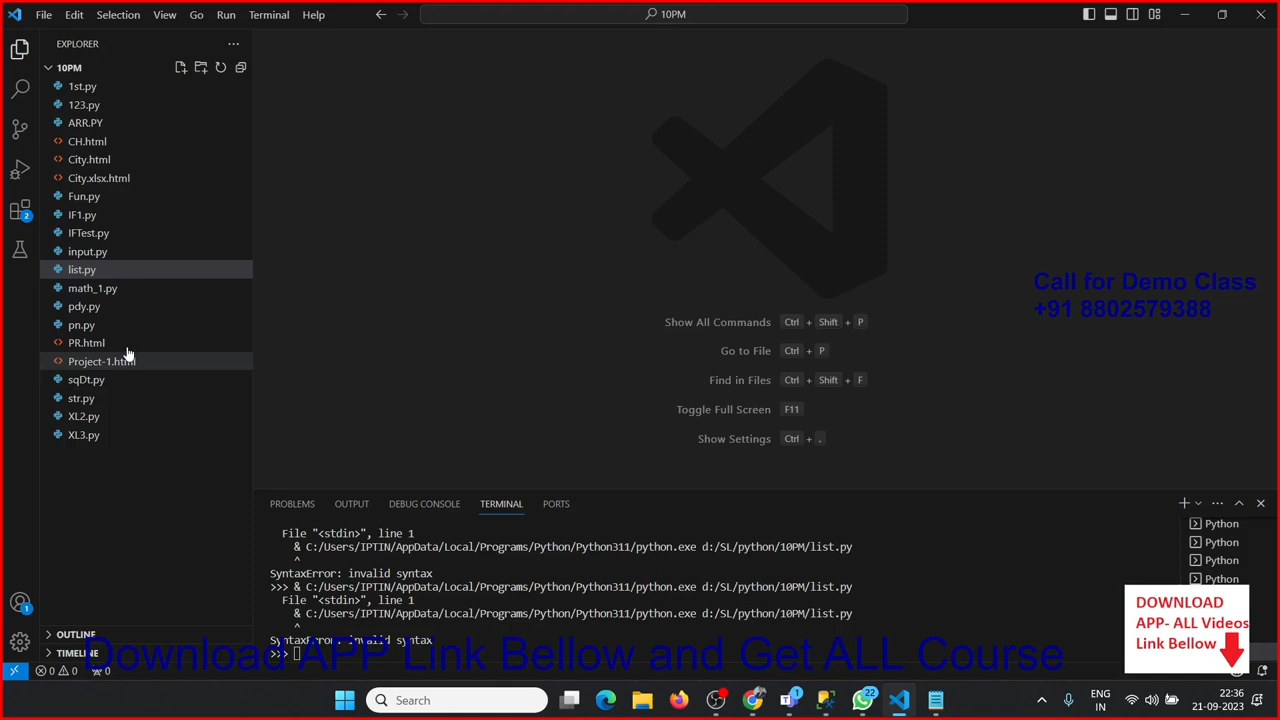 File Edit Selection View Go Run Terminal Help 10PM
EXPLORER
10PM
1st.py
123.py
ARR.PY
CH.html
City.html
City.xlsx.html
Fun.py
IF1.py
IFTest.py
input.py
list.py
math_1.py
pdy.py
pn.py
PR.html
Project-1.html
sqDt.py
str.py
XL2.py
XL3.py
OUTLINE
TIMELINE
2
1
Show All Commands Ctrl + Shift + P
Go to File Ctrl + P
Find in Files Ctrl + Shift + F
Toggle Full Screen F11
Show Settings Ctrl + ,
Call for Demo Class
+91 8802579388
PROBLEMS OUTPUT DEBUG CONSOLE TERMINAL PORTS
File "<stdin>", line 1
& C:/Users/IPTIN/AppData/Local/Programs/Python/Python311/python.exe d:/SL/python/10PM/list.py
^
SyntaxError: invalid syntax
>>> & C:/Users/IPTIN/AppData/Local/Programs/Python/Python311/python.exe d:/SL/python/10PM/list.py
File "<stdin>", line 1
& C:/Users/IPTIN/AppData/Local/Programs/Python/Python311/python.exe d:/SL/python/10PM/list.py
^
SyntaxError: invalid syntax
>>>
Python
Python
Python
Python
DOWNLOAD
APP- ALL Videos
Link Bellow
Download APP Link Bellow and Get ALL Course
0 0 0
Search
1
22
ENG
IN
22:36
21-09-2023